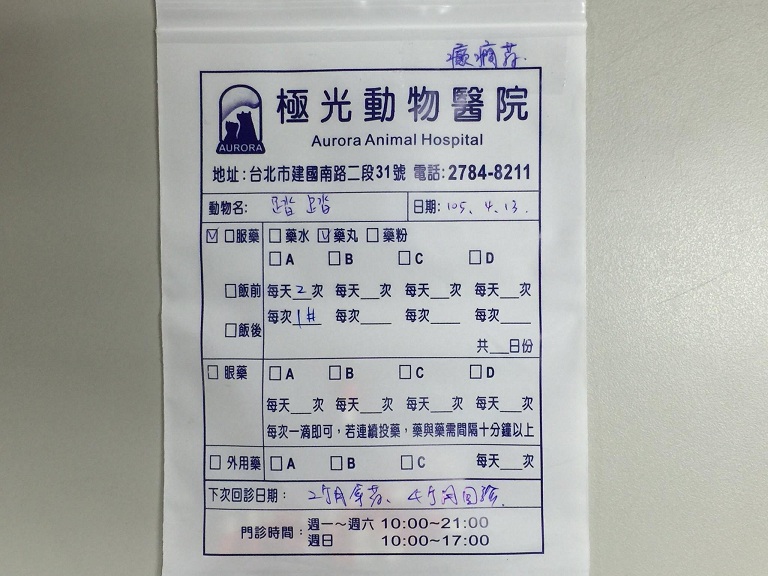 癲癇藥.
極光動物醫院
AURORA
Aurora Animal Hospital
地址:台北市建國南路二段31號 電話:2784-8211
動物名: 踏踏 日期: 105. 4. 13.
☑ 口服藥 □ 藥水 ☑ 藥丸 □ 藥粉
□ A □ B □ C □ D
□ 飯前 每天 2 次 每天___次 每天___次 每天___次
每次 1# 每次____ 每次____ 每次____
□ 飯後
共___日份
□ 眼藥 □ A □ B □ C □ D
每天___次 每天___次 每天___次 每天___次
每次一滴即可,若連續投藥,藥與藥需間隔十分鐘以上
□ 外用藥 □ A □ B □ C 每天___次
下次回診日期: 2個月拿藥、4個月回診.
門診時間: 週一~週六 10:00~21:00
週日 10:00~17:00